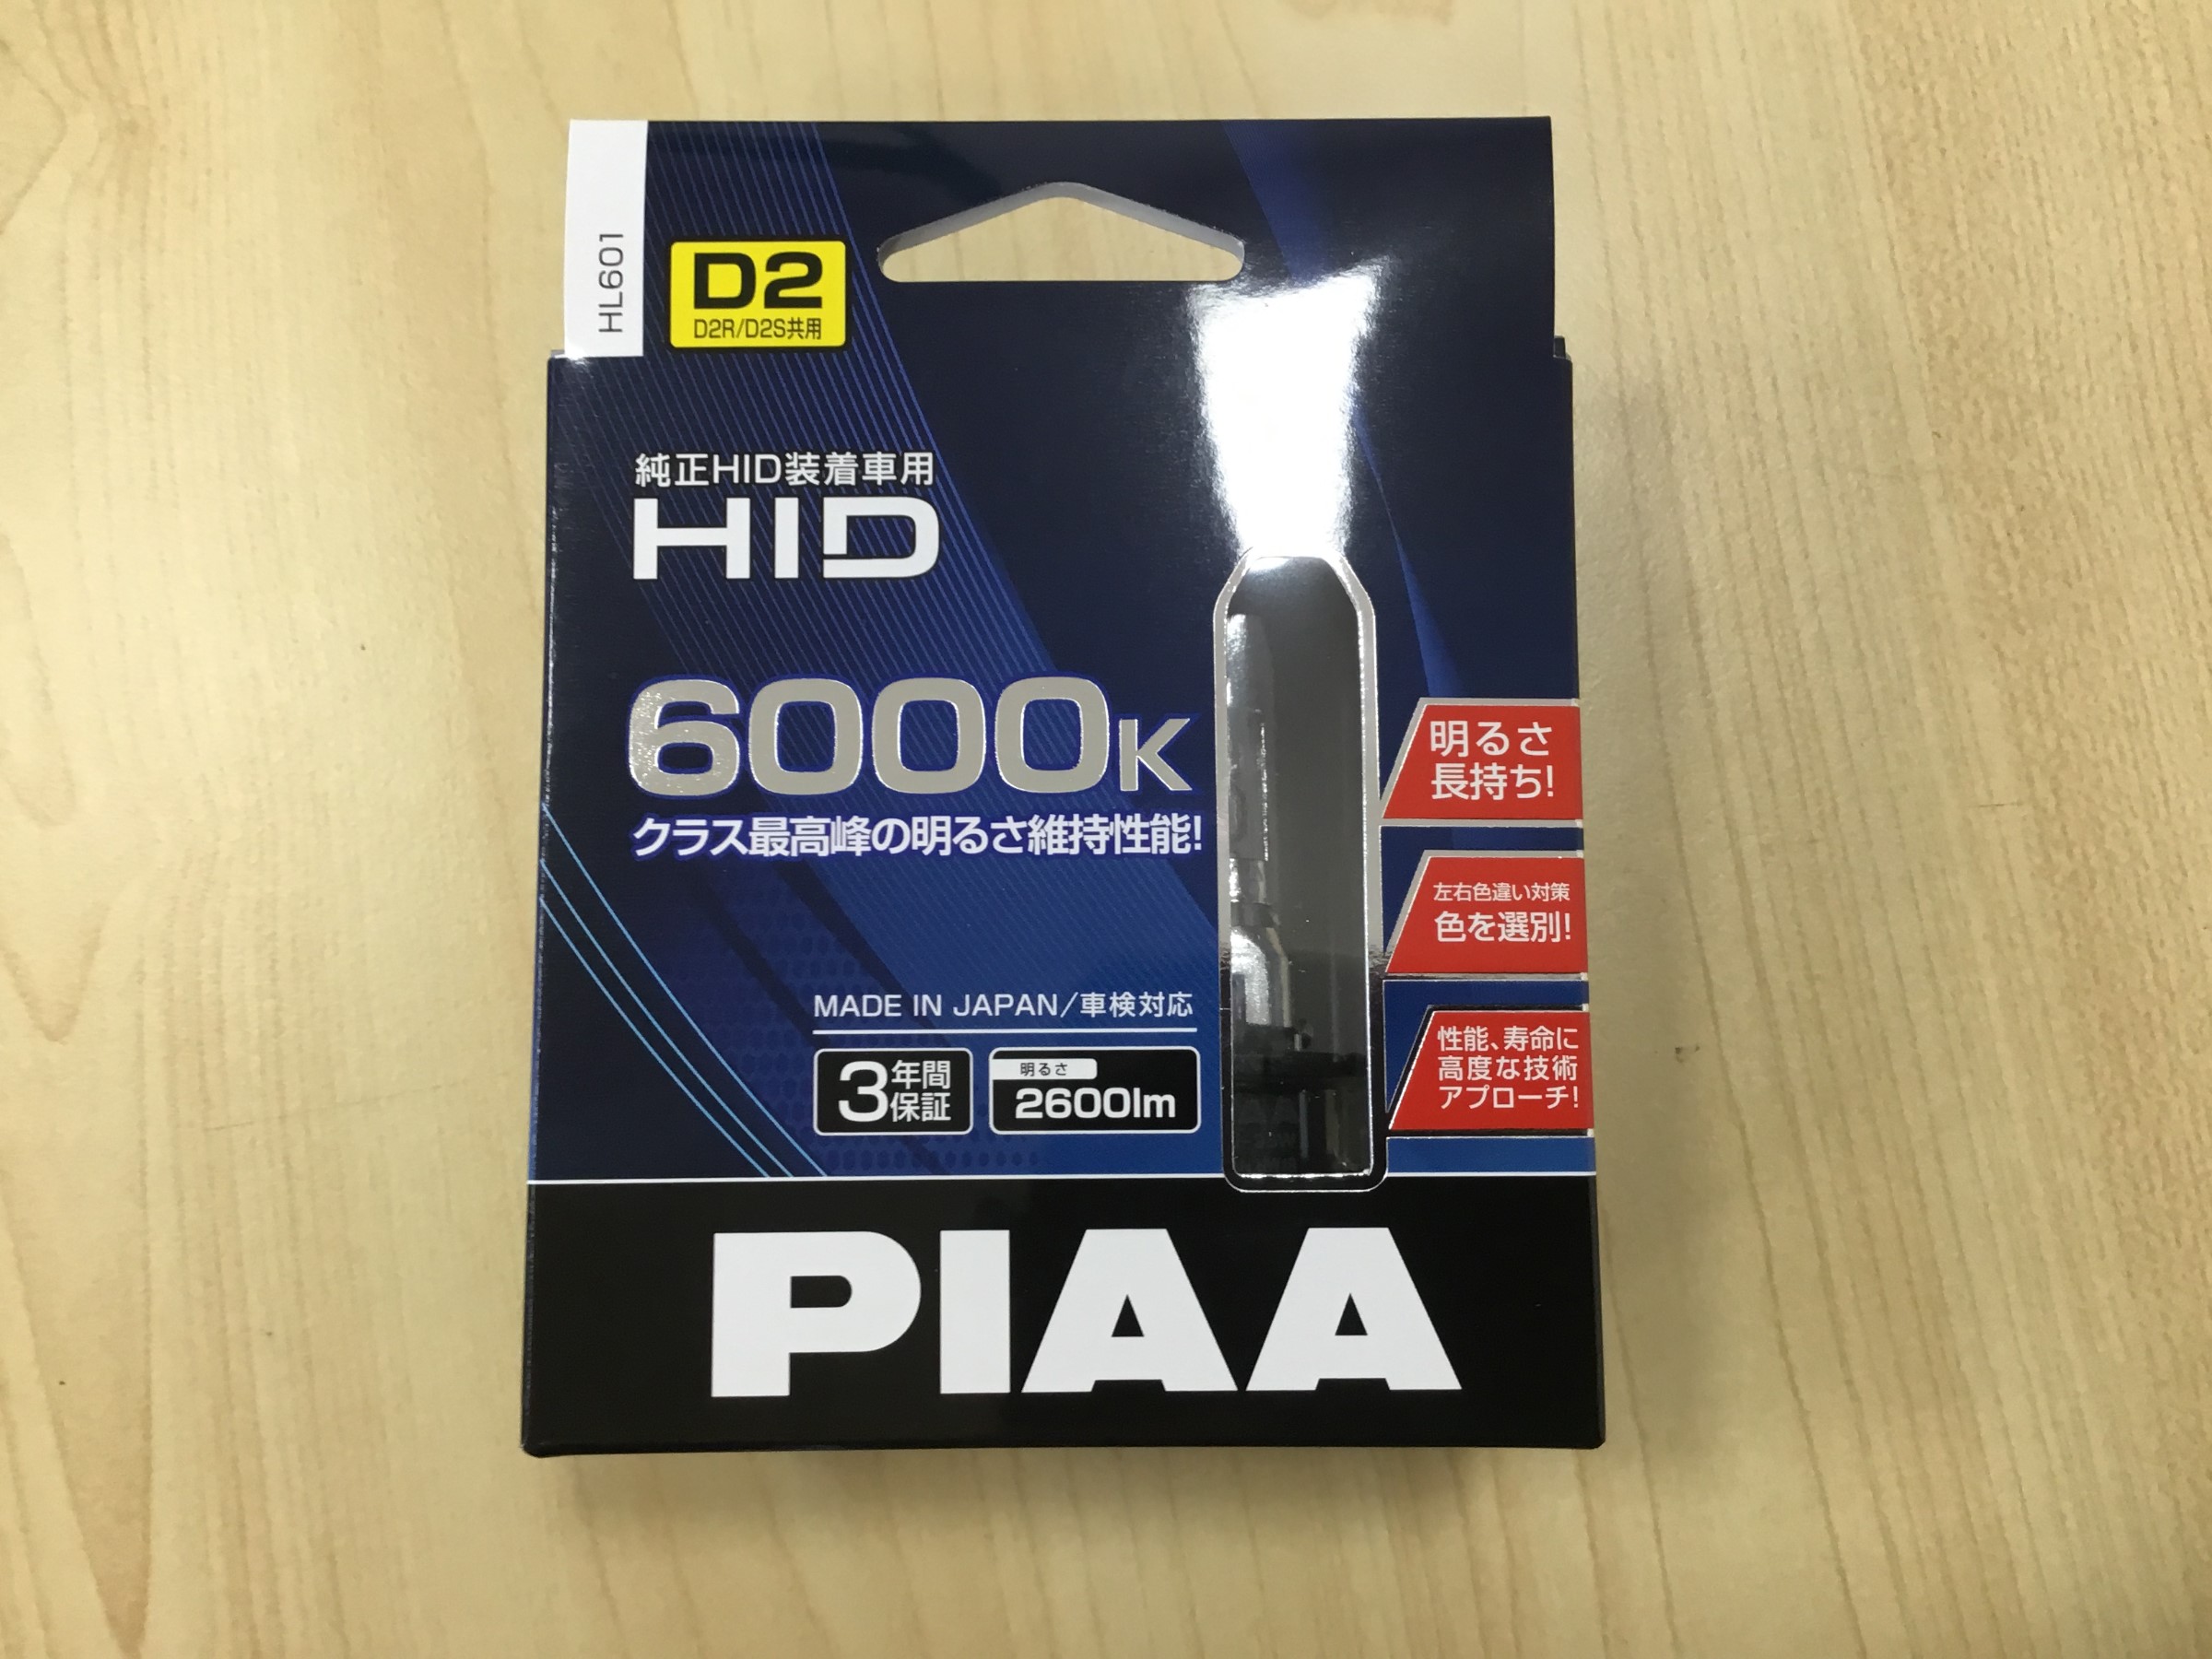 HL601
D2
D2R/D2S共用
純正HID装着車用
HID
6000K
クラス最高峰の明るさ維持性能!
明るさ
長持ち!
左右色違い対策
色を選別!
性能、寿命に
高度な技術
アプローチ!
MADE IN JAPAN/車検対応
3年間保証
明るさ
2600lm
PIAA